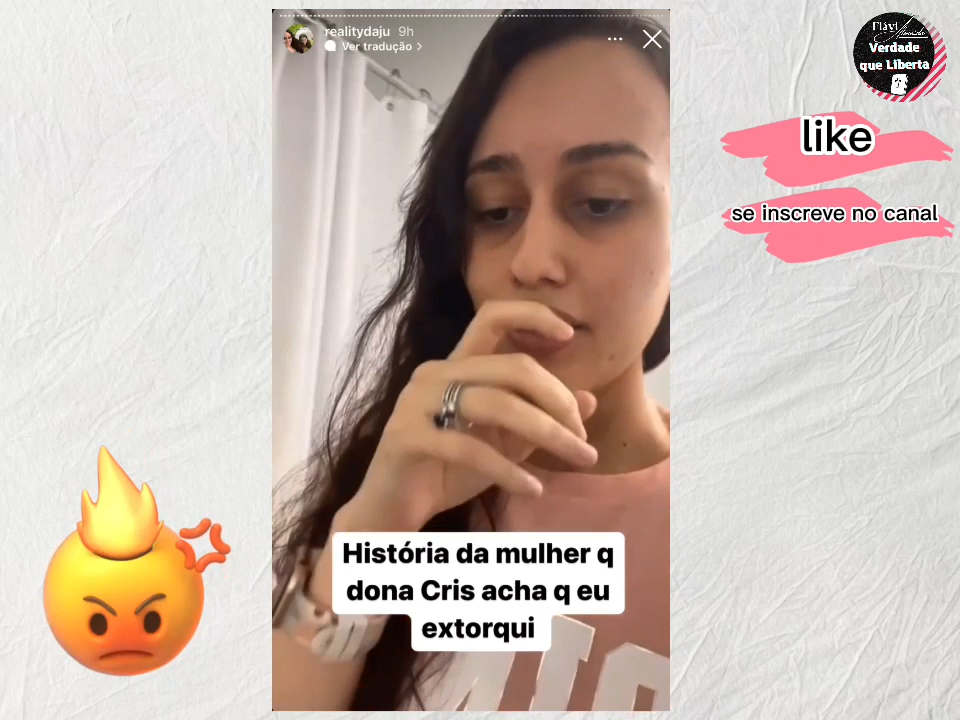 realitydaju 9h
Ver tradução
História da mulher q
dona Cris acha q eu
extorqui
Flávi
Verdade
que Liberta
like
se inscreve no canal